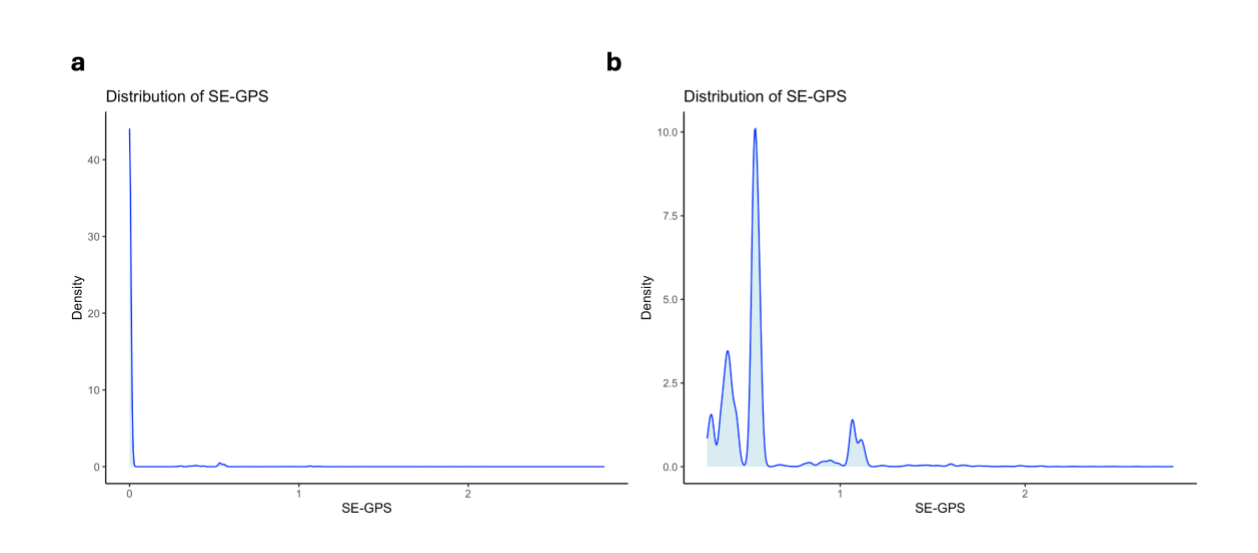 a
Distribution of SE-GPS
Density
40
30
20
10
0
0 1 2
SE-GPS
b
Distribution of SE-GPS
Density
10.0
7.5
5.0
2.5
0.0
1 2
SE-GPS